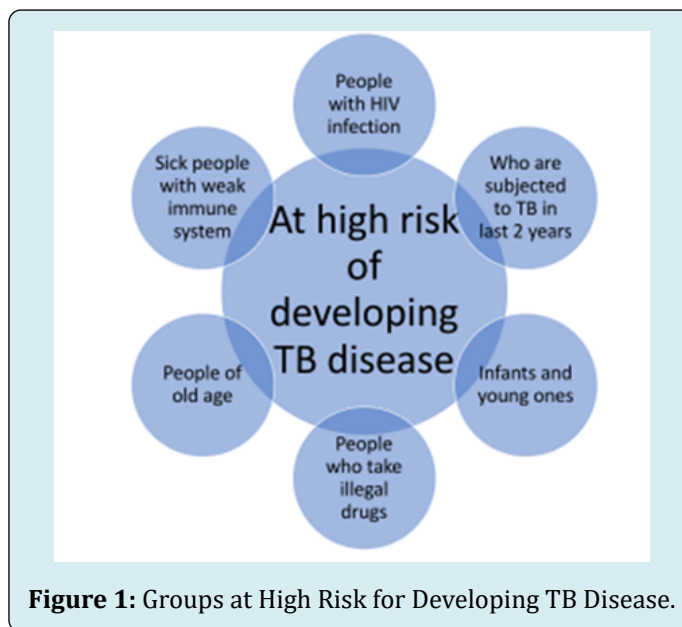 People
with HIV
infection
Sick people
with weak
immune
system
Who are
subjected
to TB in
last 2 years
At high risk
of
developing
TB disease
People of
old age
Infants and
young ones
People
who take
illegal
drugs
Figure 1: Groups at High Risk for Developing TB Disease.